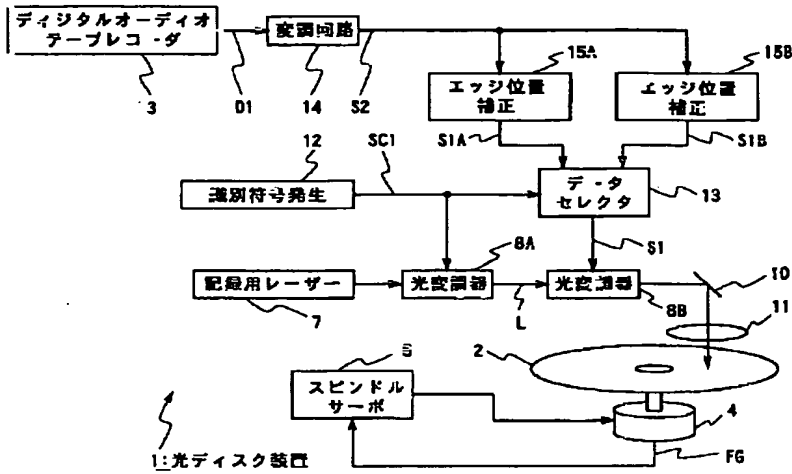 ディジタルオーディオ
テープレコーダ
変調回路
3
D1
14
S2
15A
15B
エッジ位置
補正
エッジ位置
補正
S1A
S1B
12
SC1
識別符号発生
データ
セレクタ
13
8A
S1
記録用レーザー
光変調器
光変調器
10
7
L
8B
11
2
スピンドル
サーボ
4
FG
1:光ディスク装置